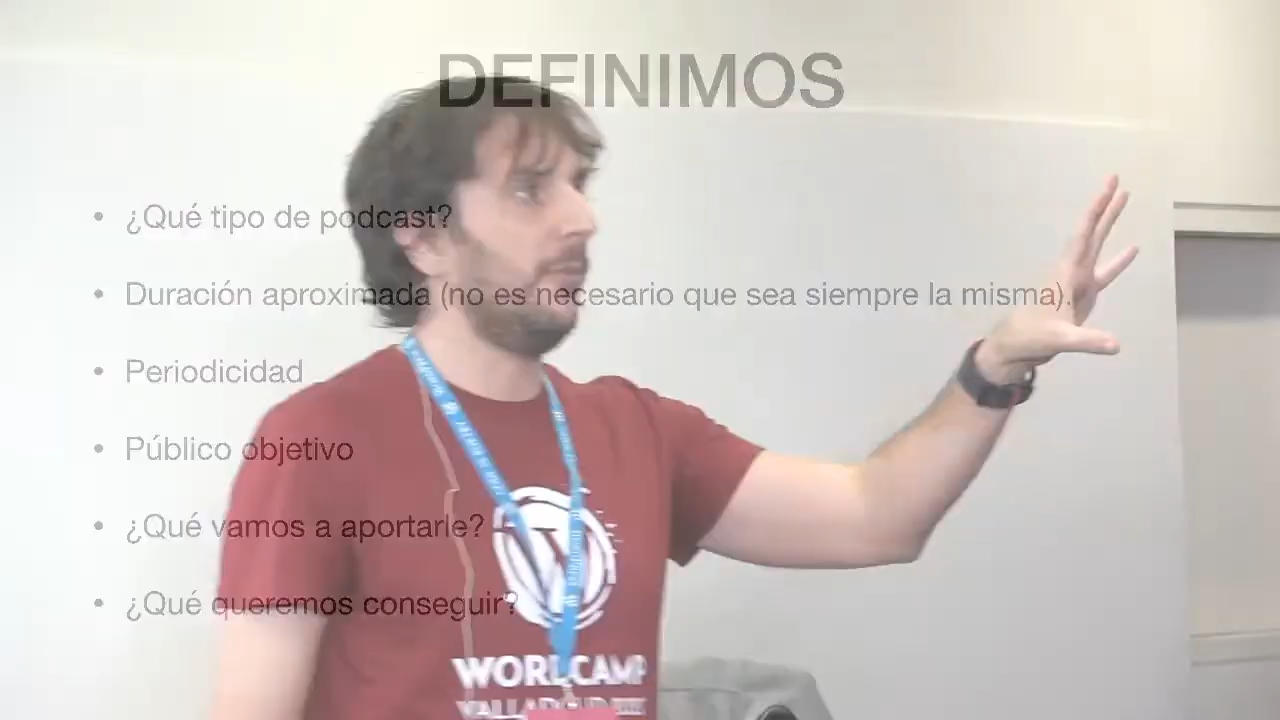 DEFINIMOS
• ¿Qué tipo de podcast?
• Duración aproximada (no es necesario que sea siempre la misma).
• Periodicidad
• Público objetivo
• ¿Qué vamos a aportarle?
• ¿Qué queremos conseguir?
WORDCAMP